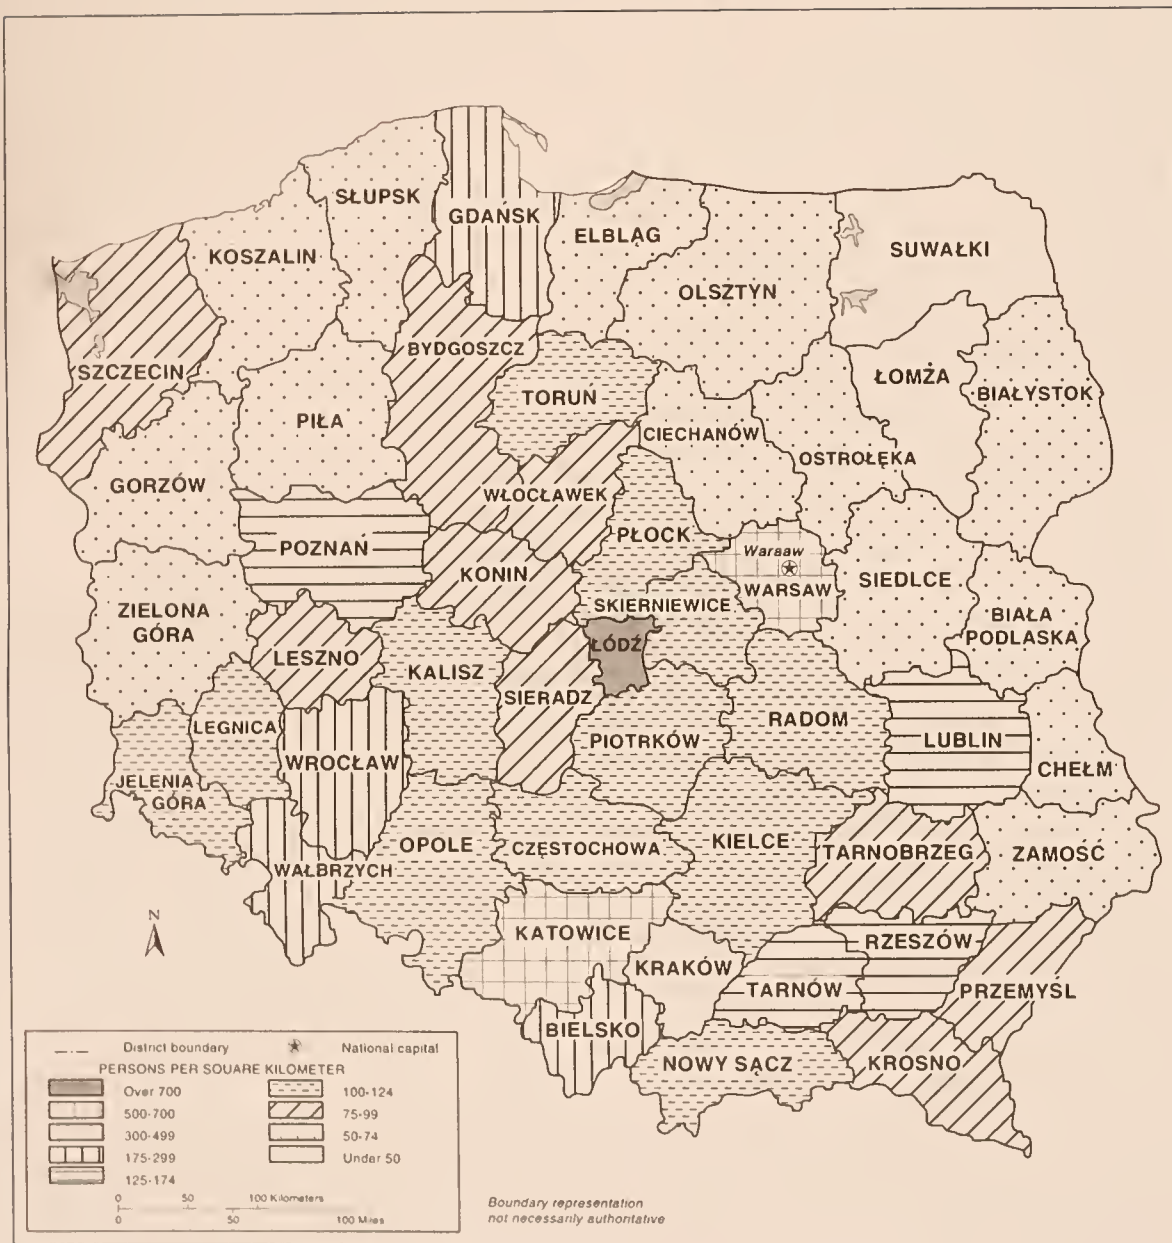 SŁUPSK
GDAŃSK
ELBLĄG
SUWAŁKI
KOSZALIN
OLSZTYN
BYDGOSZCZ
SZCZECIN
ŁOMŻA
TORUN
BIAŁYSTOK
PIŁA
CIECHANÓW
OSTROŁĘKA
GORZÓW
WŁOCŁAWEK
PŁOCK
POZNAŃ
Warsaw
KONIN
SIEDLCE
WARSAW
SKIERNIEWICE
ZIELONA
GÓRA
BIAŁA
PODLASKA
ŁÓDŹ
LESZNO
KALISZ
SIERADZ
RADOM
LEGNICA
PIOTRKÓW
LUBLIN
WROCŁAW
CHEŁM
JELENIA
GÓRA
OPOLE
CZĘSTOCHOWA
KIELCE
TARNOBRZEG
ZAMOŚĆ
WAŁBRZYCH
N
KATOWICE
RZESZÓW
KRAKÓW
TARNÓW
PRZEMYŚL
BIELSKO
NOWY SĄCZ
KROSNO
District boundary
National capital
PERSONS PER SQUARE KILOMETER
Over 700
100-124
500-700
75-99
300-499
50-74
175-299
Under 50
125-174
0 50 100 Kilometers
0 50 100 Miles
Boundary representation
not necessarily authoritative